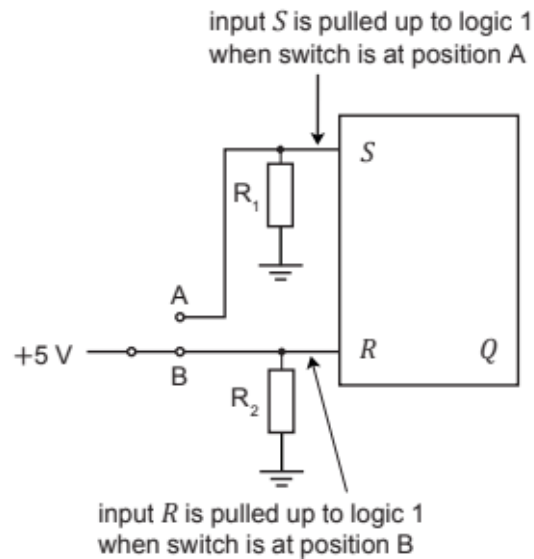 input S is pulled up to logic 1
when switch is at position A
S
R₁
A
+5 V
B
R Q
R₂
input R is pulled up to logic 1
when switch is at position B